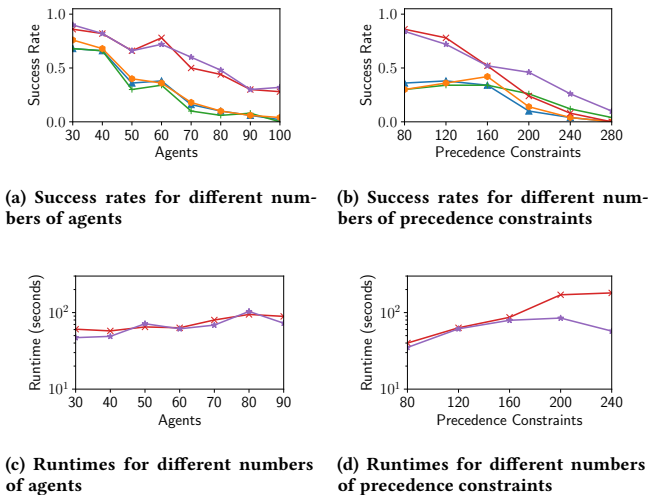 1.0
0.5
0.0
Success Rate
30 40 50 60 70 80 90 100
Agents
1.0
0.5
0.0
Success Rate
80 120 160 200 240 280
Precedence Constraints
(a) Success rates for different num-
bers of agents
(b) Success rates for different num-
bers of precedence constraints
10²
10¹
Runtime (seconds)
30 40 50 60 70 80 90
Agents
10²
10¹
Runtime (seconds)
80 120 160 200 240
Precedence Constraints
(c) Runtimes for different numbers
of agents
(d) Runtimes for different numbers
of precedence constraints